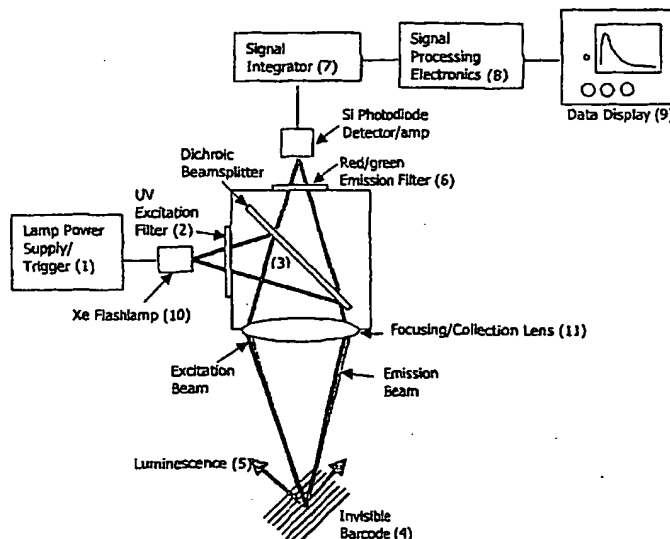 Signal
Integrator (7)
Signal
Processing
Electronics (8)
Data Display (9)
Si Photodiode
Detector/amp
Dichroic
Beamsplitter
Red/green
Emission Filter (6)
UV
Excitation
Filter (2)
Lamp Power
Supply/
Trigger (1)
(3)
Xe Flashlamp (10)
Focusing/Collection Lens (11)
Excitation
Beam
Emission
Beam
Luminescence (5)
Invisible
Barcode (4)